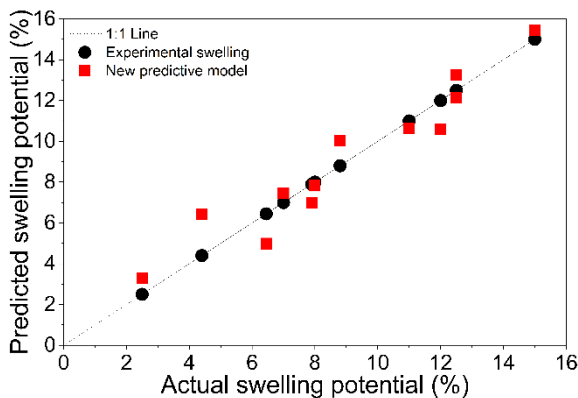 16
14
12
10
8
6
4
2
0
Predicted swelling potential (%)
1:1 Line
Experimental swelling
New predictive model
0 2 4 6 8 10 12 14 16
Actual swelling potential (%)